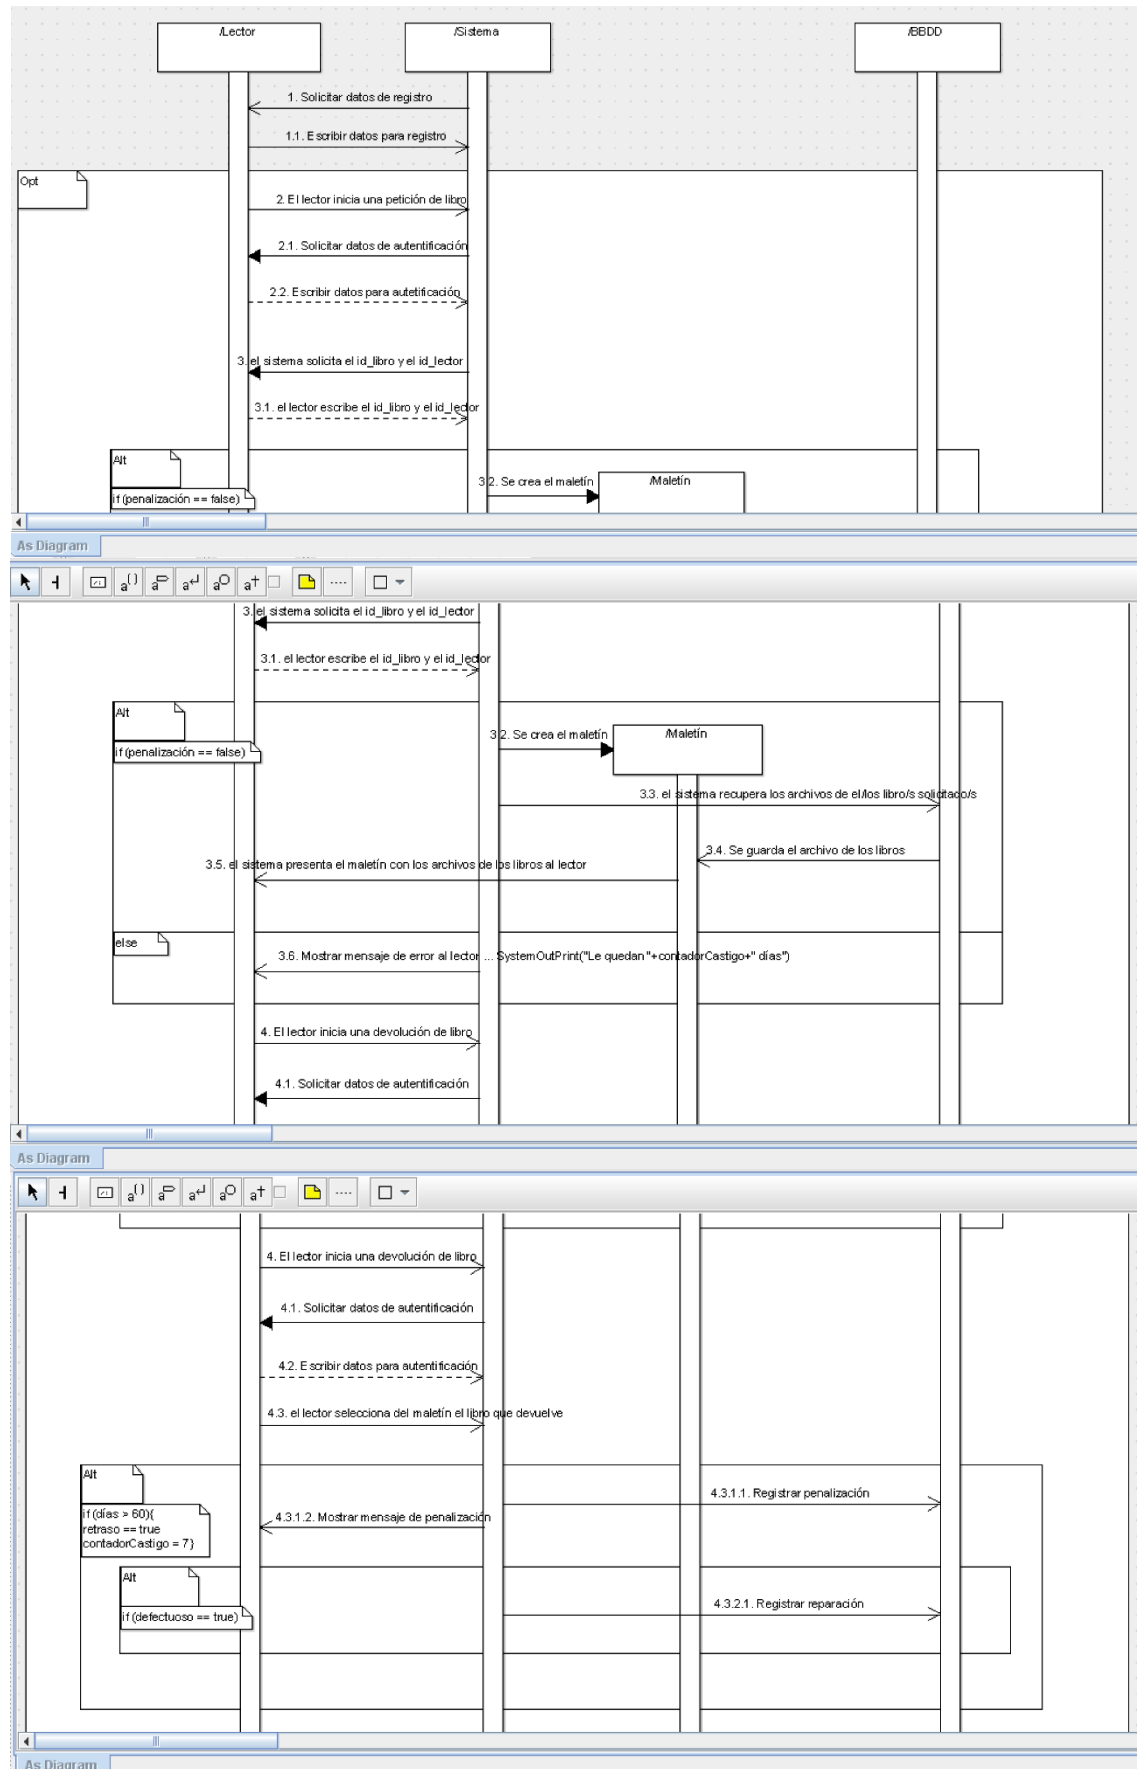 /Lector
/Sistema
/BBDD
1. Solicitar datos de registro
1.1. Escribir datos para registro
Opt
2. El lector inicia una petición de libro
2.1. Solicitar datos de autentificación
2.2. Escribir datos para autetificación
3. el sistema solicita el id_libro y el id_lector
3.1. el lector escribe el id_libro y el id_lector
Alt
3.2. Se crea el maletín
/Maletín
if (penalización == false)
As Diagram
3. el sistema solicita el id_libro y el id_lector
3.1. el lector escribe el id_libro y el id_lector
Alt
3.2. Se crea el maletín
/Maletín
if (penalización == false)
3.3. el sistema recupera los archivos de el/los libro/s solicitado/s
3.4. Se guarda el archivo de los libros
3.5. el sistema presenta el maletín con los archivos de los libros al lector
else
3.6. Mostrar mensaje de error al lector ... SystemOutPrint("Le quedan "+contadorCastigo+" días")
4. El lector inicia una devolución de libro
4.1. Solicitar datos de autentificación
As Diagram
4. El lector inicia una devolución de libro
4.1. Solicitar datos de autentificación
4.2. Escribir datos para autentificación
4.3. el lector selecciona del maletín el libro que devuelve
Alt
4.3.1.1. Registrar penalización
if (días > 60){
retraso == true
contadorCastigo = 7}
4.3.1.2. Mostrar mensaje de penalización
Alt
if (defectuoso == true)
4.3.2.1. Registrar reparación
As Diagram